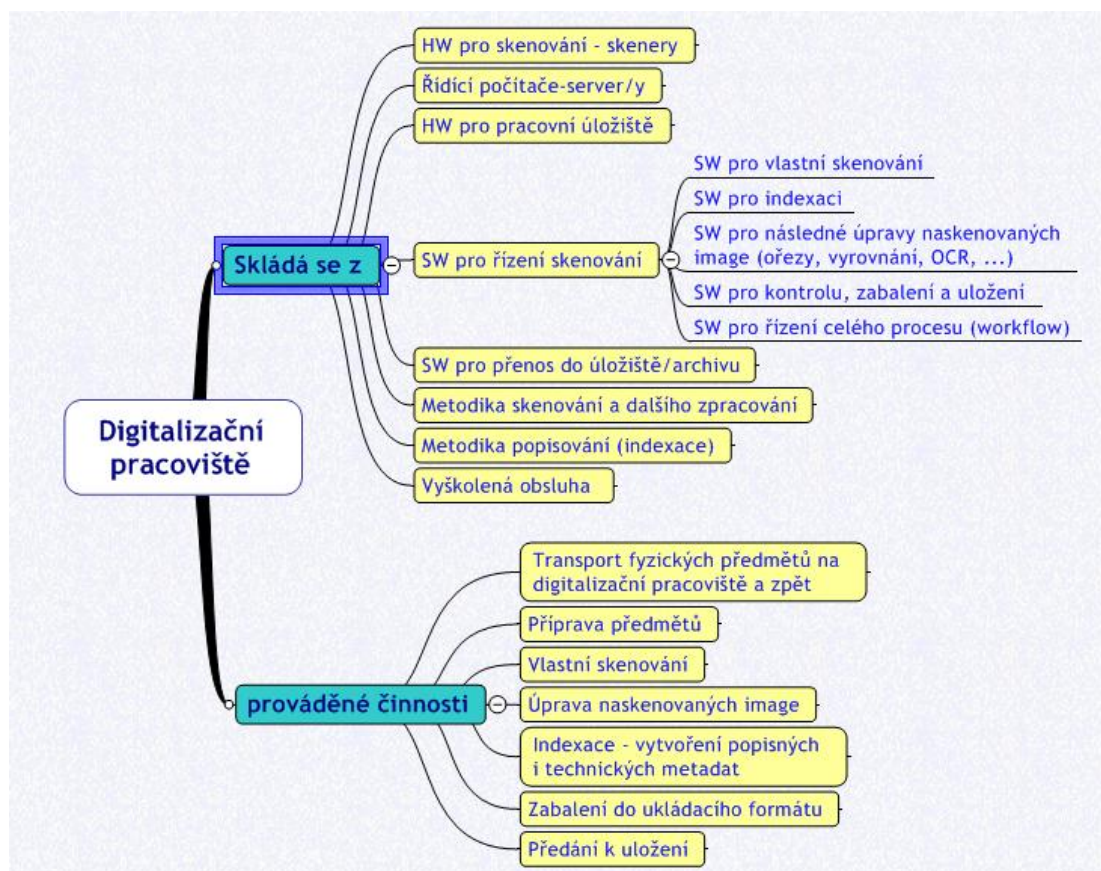 HW pro skenování - skenery
Řídící počítače-server/y
HW pro pracovní úložiště
SW pro vlastní skenování
SW pro indexaci
SW pro následné úpravy naskenovaných
image (ořezy, vyrovnání, OCR, ...)
Skládá se z
SW pro řízení skenování
SW pro kontrolu, zabalení a uložení
SW pro řízení celého procesu (workflow)
SW pro přenos do úložiště/archivu
Metodika skenování a dalšího zpracování
Digitalizační
pracoviště
Metodika popisování (indexace)
Vyškolená obsluha
Transport fyzických předmětů na
digitalizační pracoviště a zpět
Příprava předmětů
Vlastní skenování
prováděné činnosti
Úprava naskenovaných image
Indexace - vytvoření popisných
i technických metadat
Zabalení do ukládacího formátu
Předání k uložení